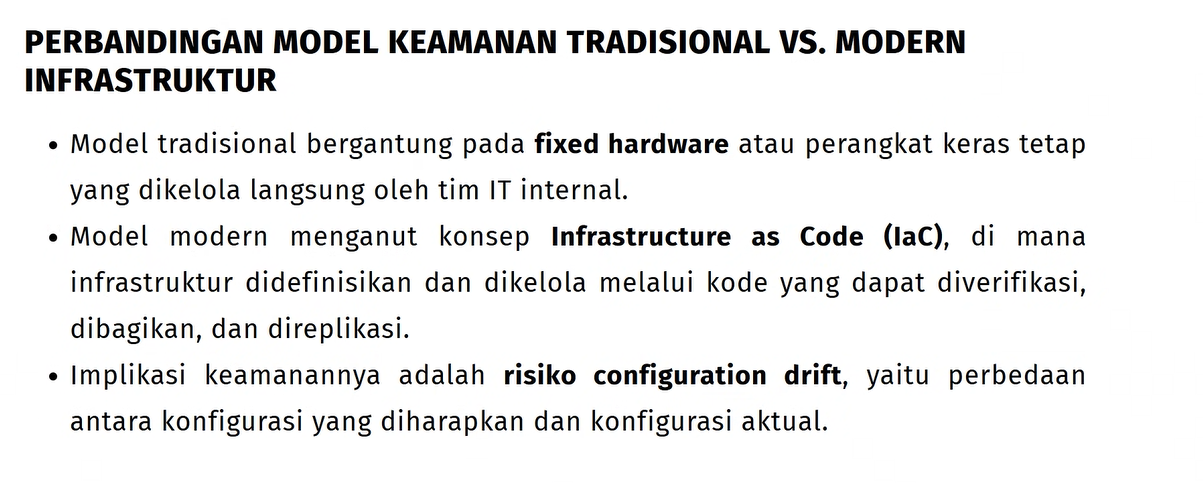 PERBANDINGAN MODEL KEAMANAN TRADISIONAL VS. MODERN
INFRASTRUKTUR
• Model tradisional bergantung pada fixed hardware atau perangkat keras tetap
yang dikelola langsung oleh tim IT internal.
• Model modern menganut konsep Infrastructure as Code (IaC), di mana
infrastruktur didefinisikan dan dikelola melalui kode yang dapat diverifikasi,
dibagikan, dan direplikasi.
• Implikasi keamanannya adalah risiko configuration drift, yaitu perbedaan
antara konfigurasi yang diharapkan dan konfigurasi aktual.